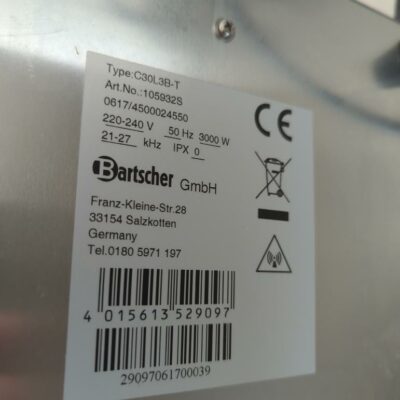 Type:C30L3B-T
Art.No.:105932S
0617/4500024550
220-240 V 50 Hz 3000 W
21-27 kHz IPX 0
CE
Bartscher GmbH
Franz-Kleine-Str.28
33154 Salzkotten
Germany
Tel.0180 5971 197
4 015613 529097
29097061700039